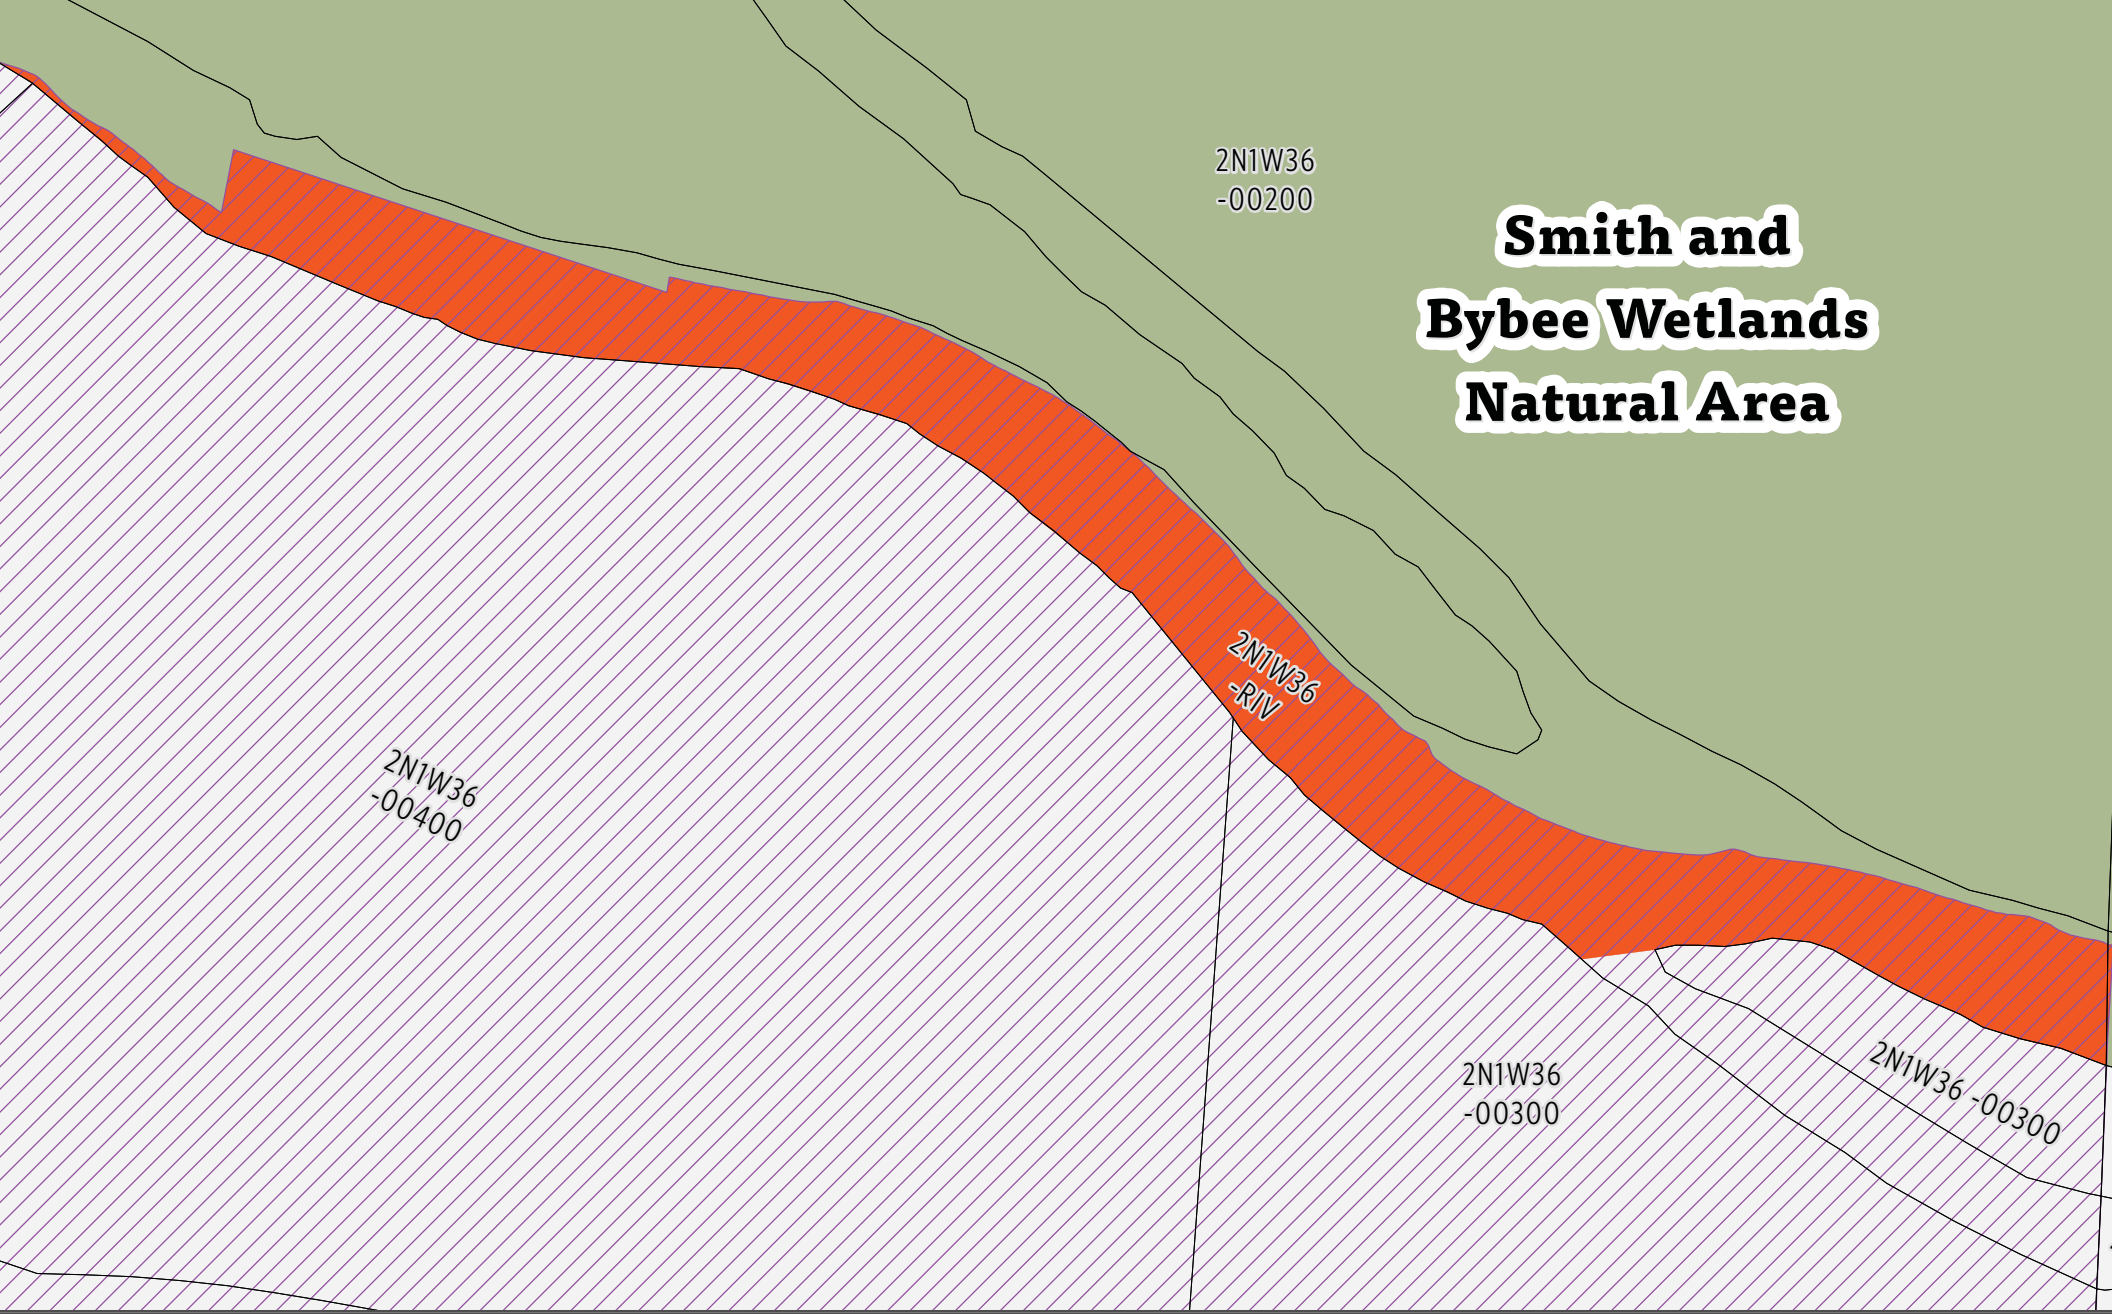 2N1W36
-00200
Smith and
Bybee Wetlands
Natural Area
2N1W36
-RIV
2N1W36
-00400
2N1W36
-00300
2N1W36 -00300